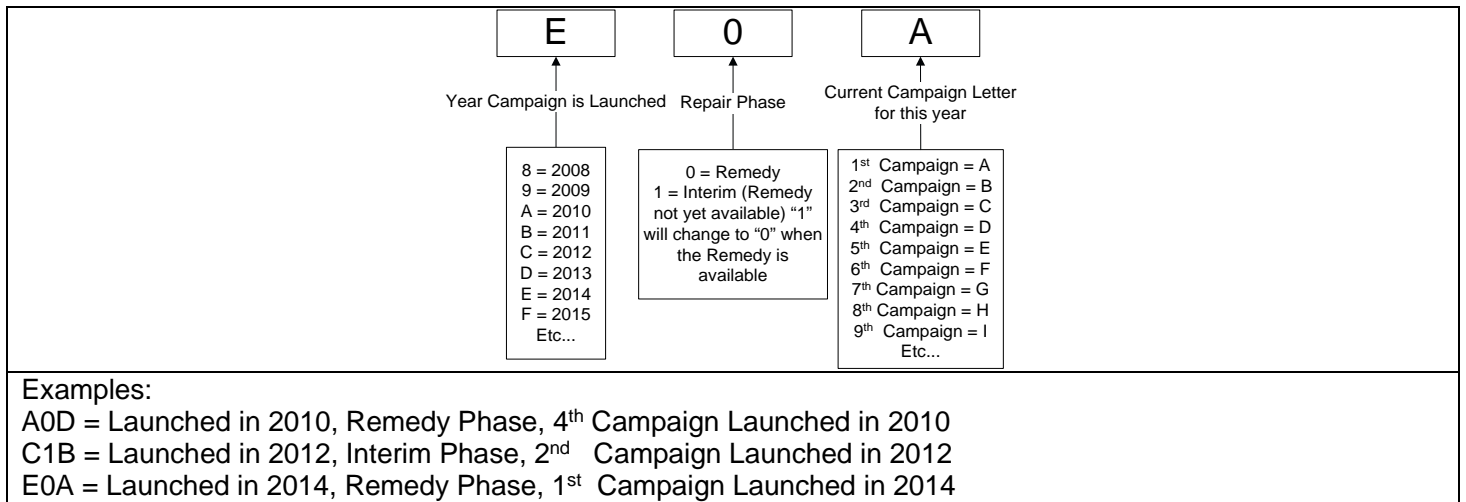 E 0 A
Year Campaign is Launched
Repair Phase
Current Campaign Letter
for this year
8 = 2008
9 = 2009
A = 2010
B = 2011
C = 2012
D = 2013
E = 2014
F = 2015
Etc...
0 = Remedy
1 = Interim (Remedy
not yet available) “1”
will change to “0” when
the Remedy is
available
1st Campaign = A
2nd Campaign = B
3rd Campaign = C
4th Campaign = D
5th Campaign = E
6th Campaign = F
7th Campaign = G
8th Campaign = H
9th Campaign = I
Etc...
Examples:
A0D = Launched in 2010, Remedy Phase, 4th Campaign Launched in 2010
C1B = Launched in 2012, Interim Phase, 2nd Campaign Launched in 2012
E0A = Launched in 2014, Remedy Phase, 1st Campaign Launched in 2014